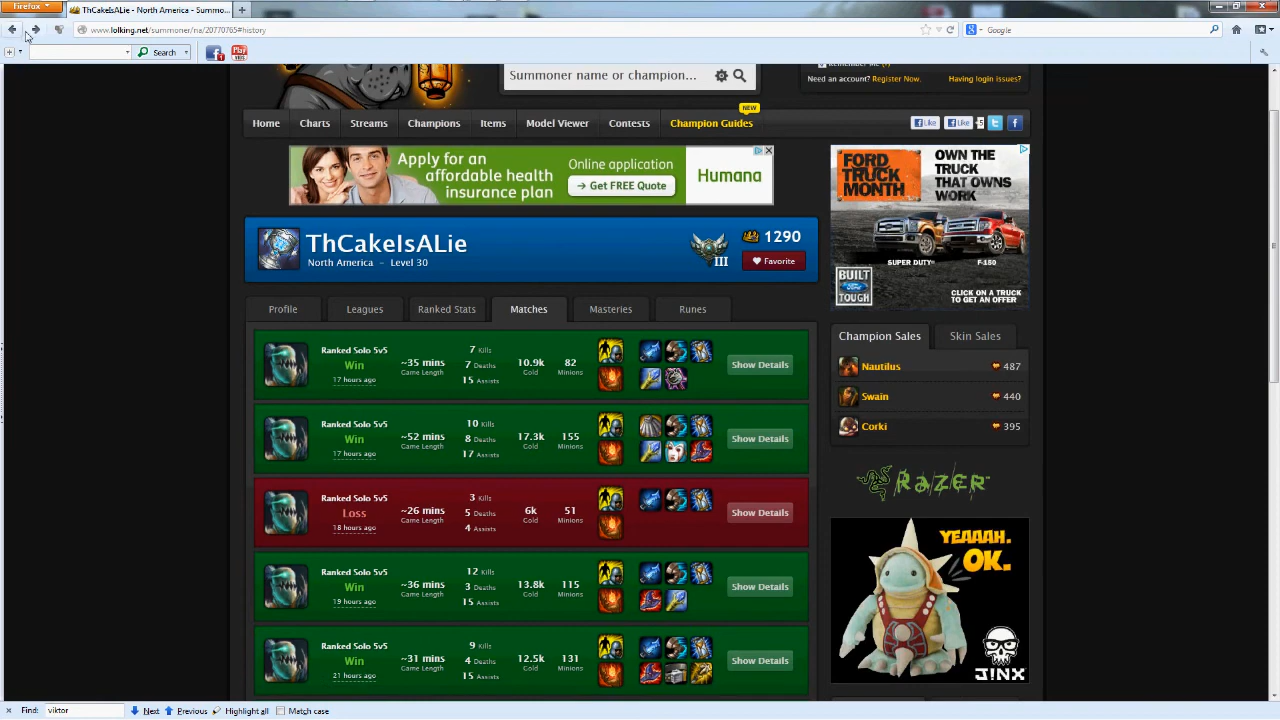 Firefox
ThCakeIsALie - North America - Summo...
www.lolking.net/summoner/na/20770765#history
Google
Search
Summoner name or champion...
Remember Me (?)
Need an account? Register Now.
Having login issues?
Home
Charts
Streams
Champions
Items
Model Viewer
Contests
Champion Guides
NEW
Like
Like
5
Apply for an
affordable health
insurance plan
Online application
→ Get FREE Quote
Humana
FORD
TRUCK
MONTH
OWN THE
TRUCK
THAT OWNS
WORK
SUPER DUTY
F-150
BUILT
Ford
TOUGH
CLICK ON A TRUCK
TO GET AN OFFER
ThCakeIsALie
North America - Level 30
III
1290
Favorite
Profile
Leagues
Ranked Stats
Matches
Masteries
Runes
Ranked Solo 5v5
Win
17 hours ago
~35 mins
Game Length
7 Kills
7 Deaths
15 Assists
10.9k
Gold
82
Minions
Show Details
Ranked Solo 5v5
Win
17 hours ago
~52 mins
Game Length
10 Kills
8 Deaths
17 Assists
17.3k
Gold
155
Minions
Show Details
Ranked Solo 5v5
Loss
18 hours ago
~26 mins
Game Length
3 Kills
5 Deaths
4 Assists
6k
Gold
51
Minions
Show Details
Ranked Solo 5v5
Win
19 hours ago
~36 mins
Game Length
12 Kills
3 Deaths
15 Assists
13.8k
Gold
115
Minions
Show Details
Ranked Solo 5v5
Win
21 hours ago
~31 mins
Game Length
9 Kills
4 Deaths
15 Assists
12.5k
Gold
131
Minions
Show Details
Champion Sales
Skin Sales
Nautilus
487
Swain
440
Corki
395
RAZER
YEAAAH.
OK.
J!NX
Find:
viktor
Next
Previous
Highlight all
Match case